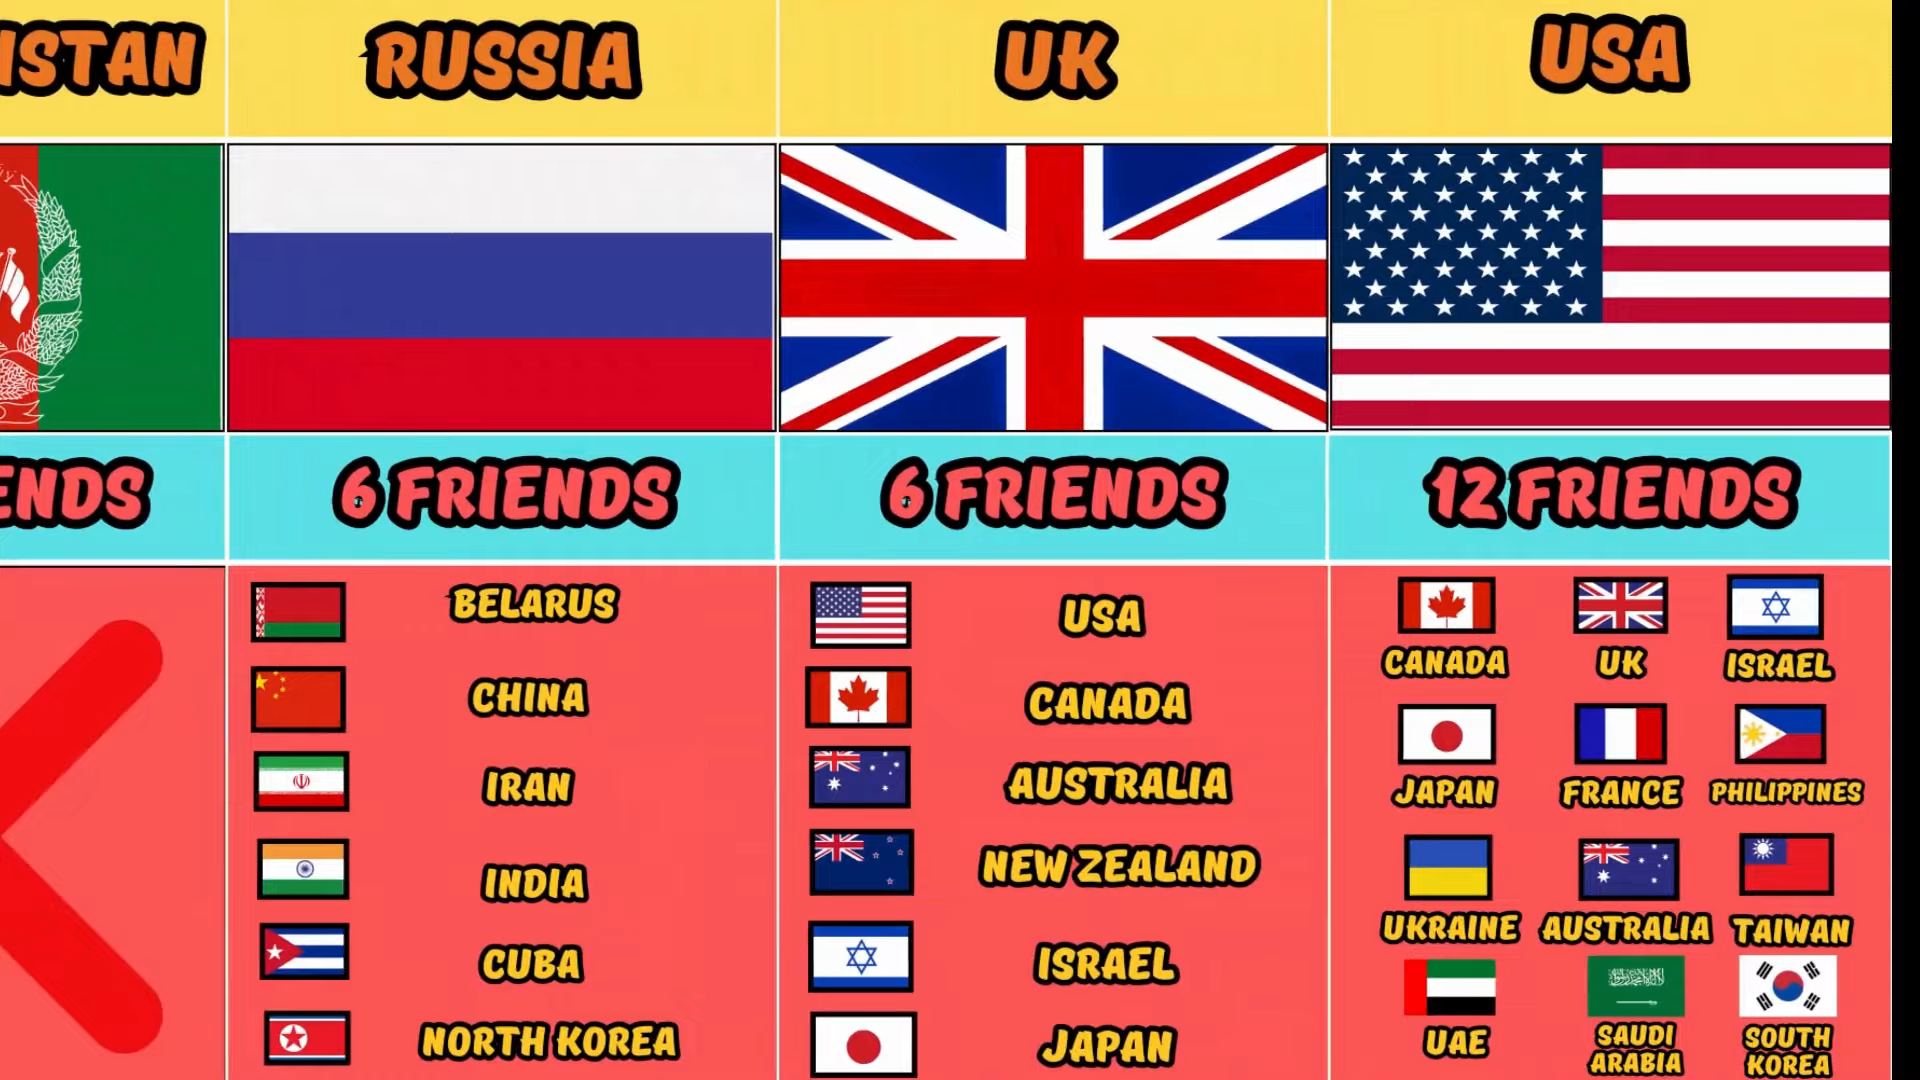 ISTAN
RUSSIA
UK
USA
ENDS
6 FRIENDS
6 FRIENDS
12 FRIENDS
BELARUS
CHINA
IRAN
INDIA
CUBA
NORTH KOREA
USA
CANADA
AUSTRALIA
NEW ZEALAND
ISRAEL
JAPAN
CANADA
UK
ISRAEL
JAPAN
FRANCE
PHILIPPINES
UKRAINE
AUSTRALIA
TAIWAN
UAE
SAUDI
ARABIA
SOUTH
KOREA